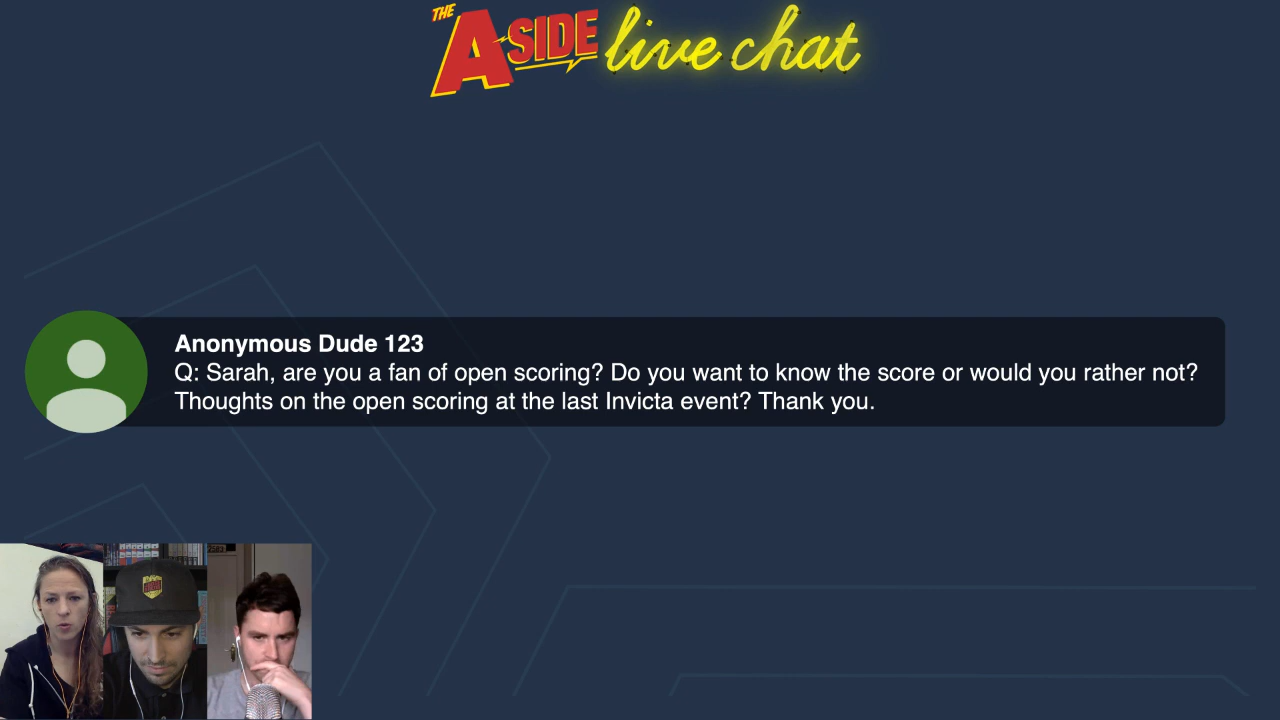 THE
A SIDE live chat
Anonymous Dude 123
Q: Sarah, are you a fan of open scoring? Do you want to know the score or would you rather not?
Thoughts on the open scoring at the last Invicta event? Thank you.